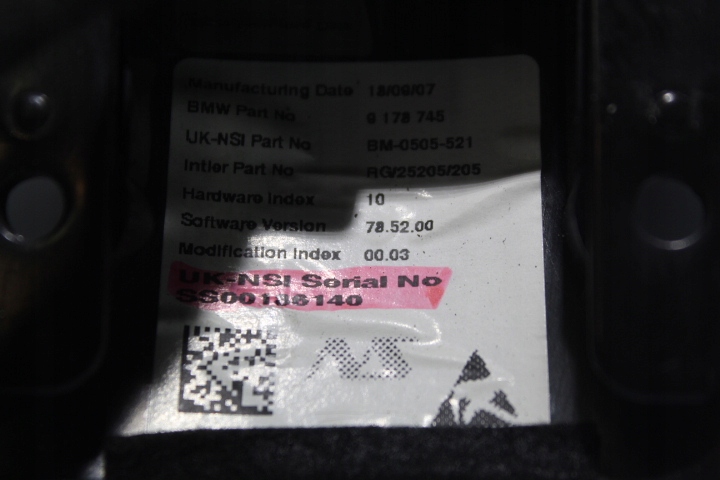 Manufacturing Date 18/09/07
BMW Part No 9 178 745
UK-NSI Part No BM-0505-521
Intier Part No RG/25205/205
Hardware Index 10
Software Version 78.52.00
Modification Index 00.03
UK-NSI Serial No
SS00136140